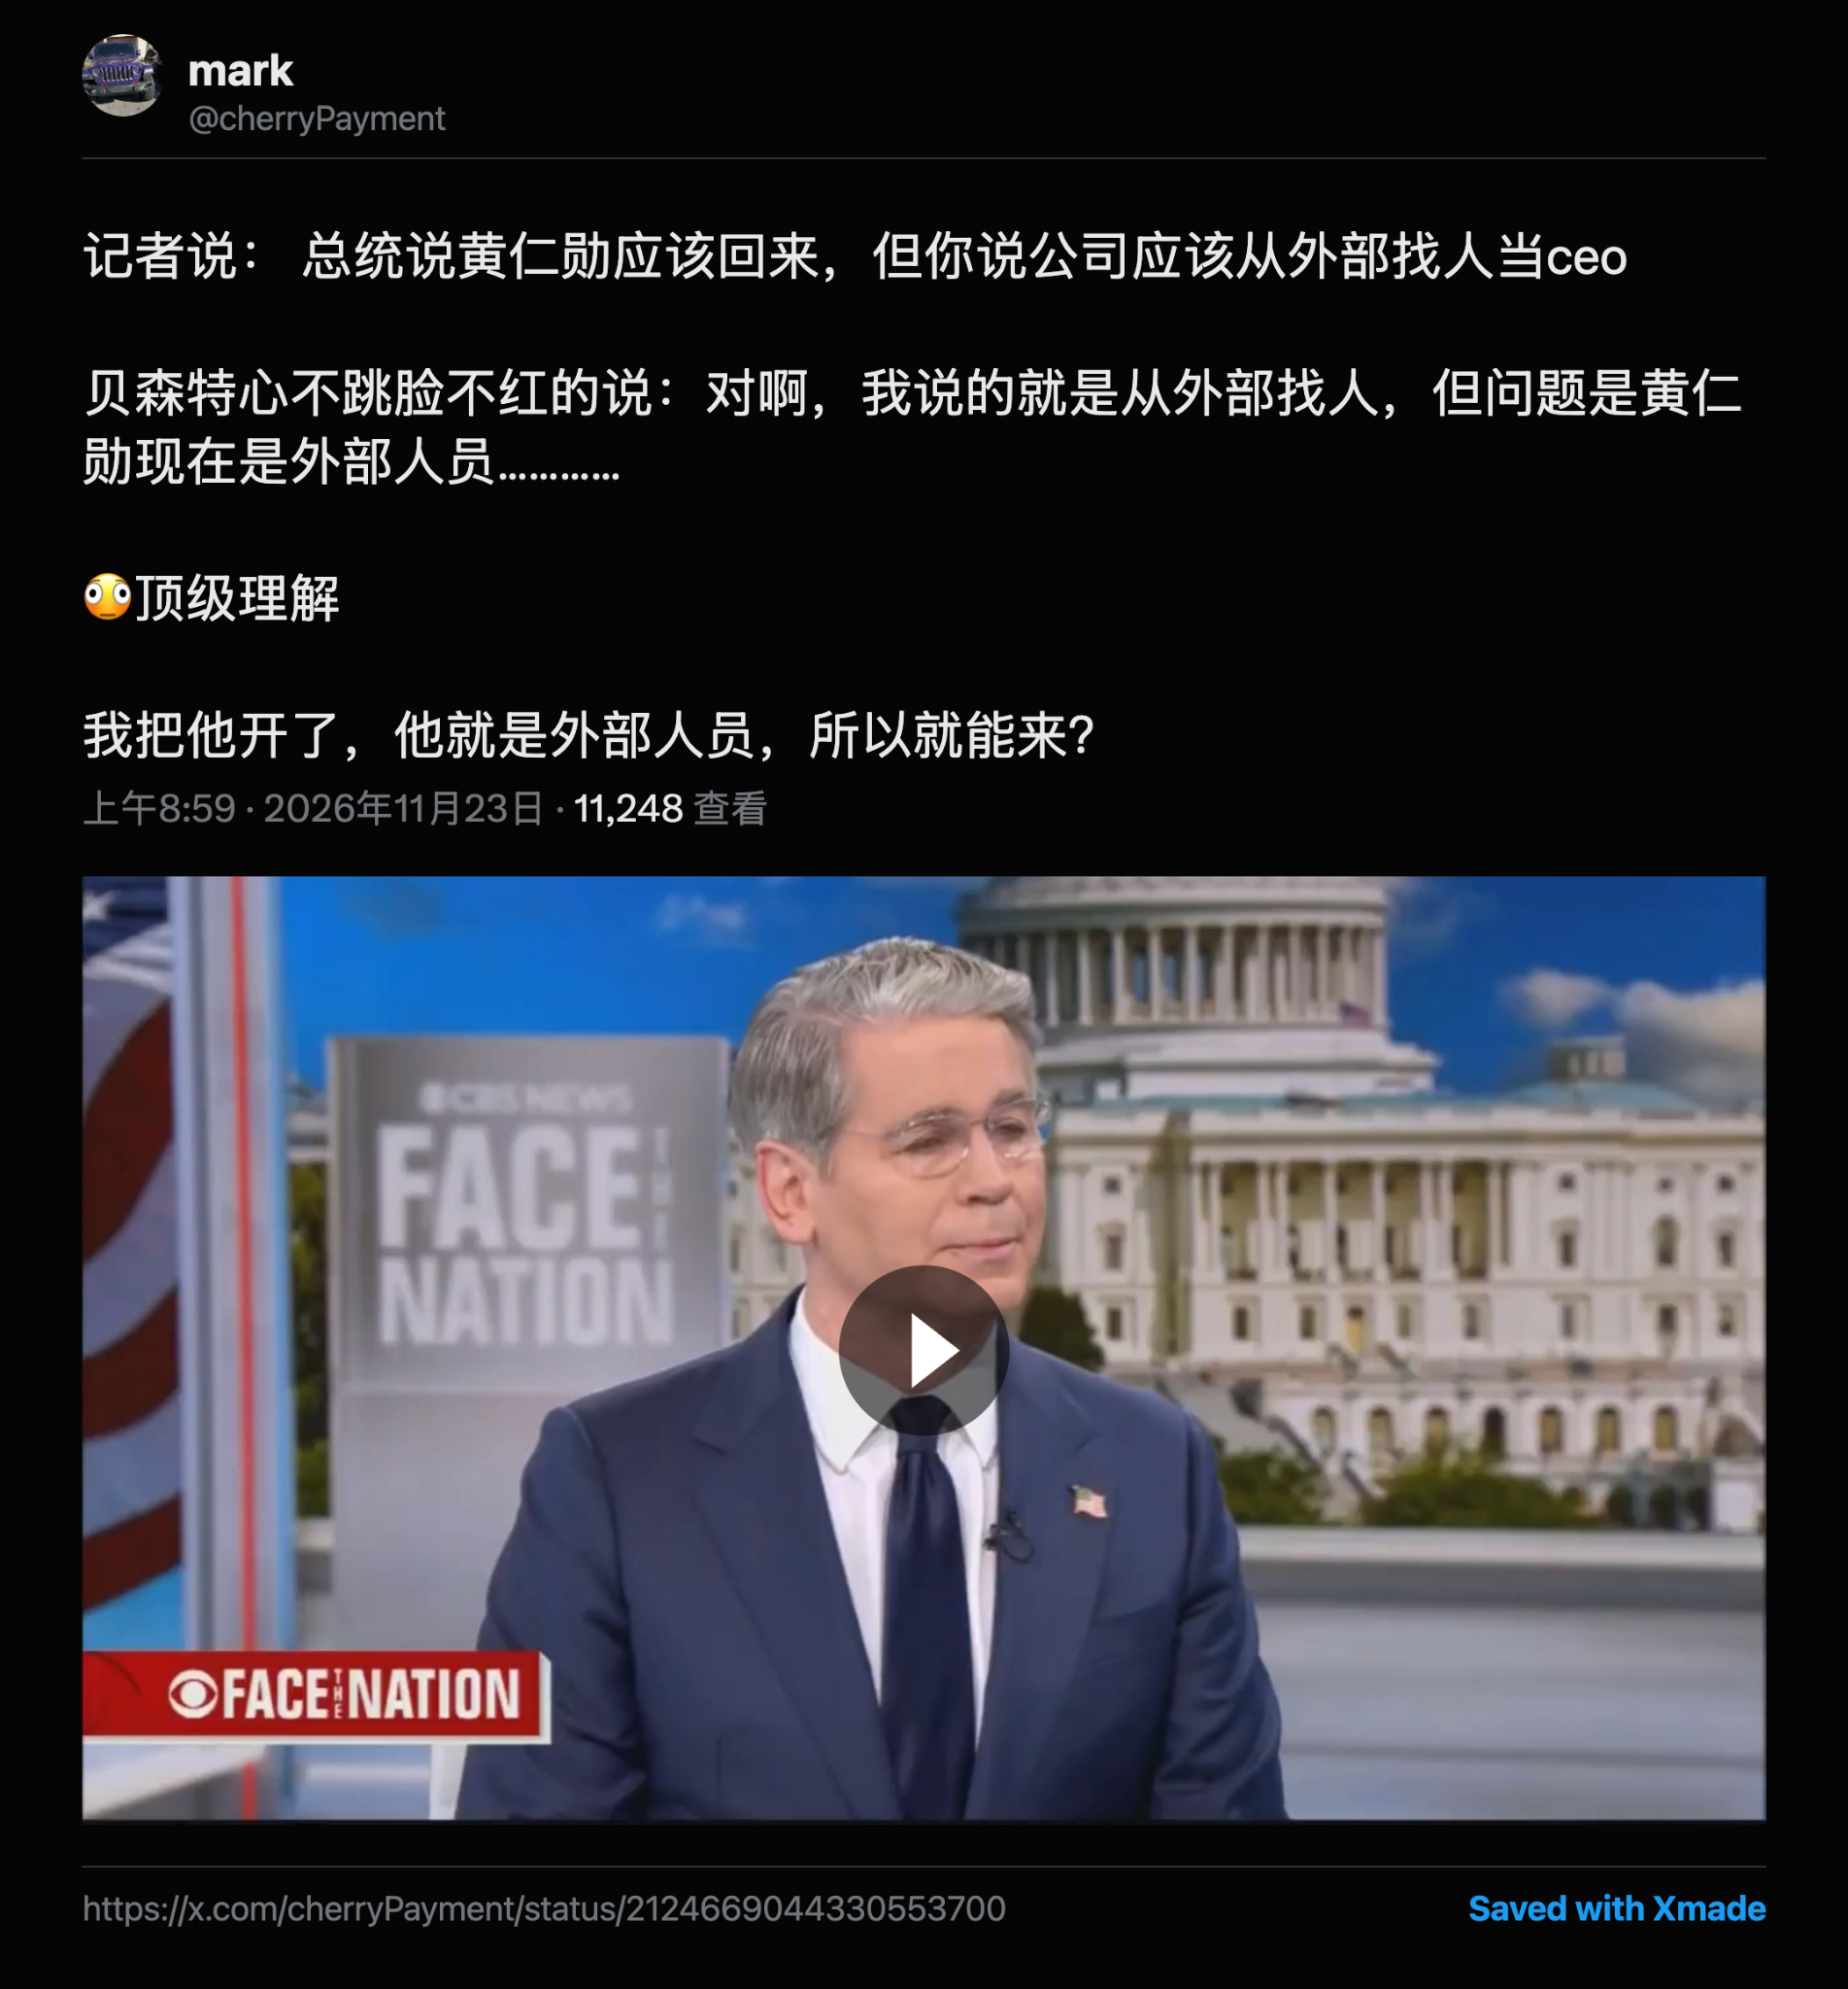 mark
@cherryPayment
记者说： 总统说黄仁勋应该回来，但你说公司应该从外部找人当ceo
贝森特心不跳脸不红的说：对啊，我说的就是从外部找人，但问题是黄仁
勋现在是外部人员…………
😳顶级理解
我把他开了，他就是外部人员，所以就能来？
上午8:59 · 2026年11月23日 · 11,248 查看
CBS NEWS
FACE THE
NATION
FACE THE NATION
https://x.com/cherryPayment/status/2124669044330553700
Saved with Xmade